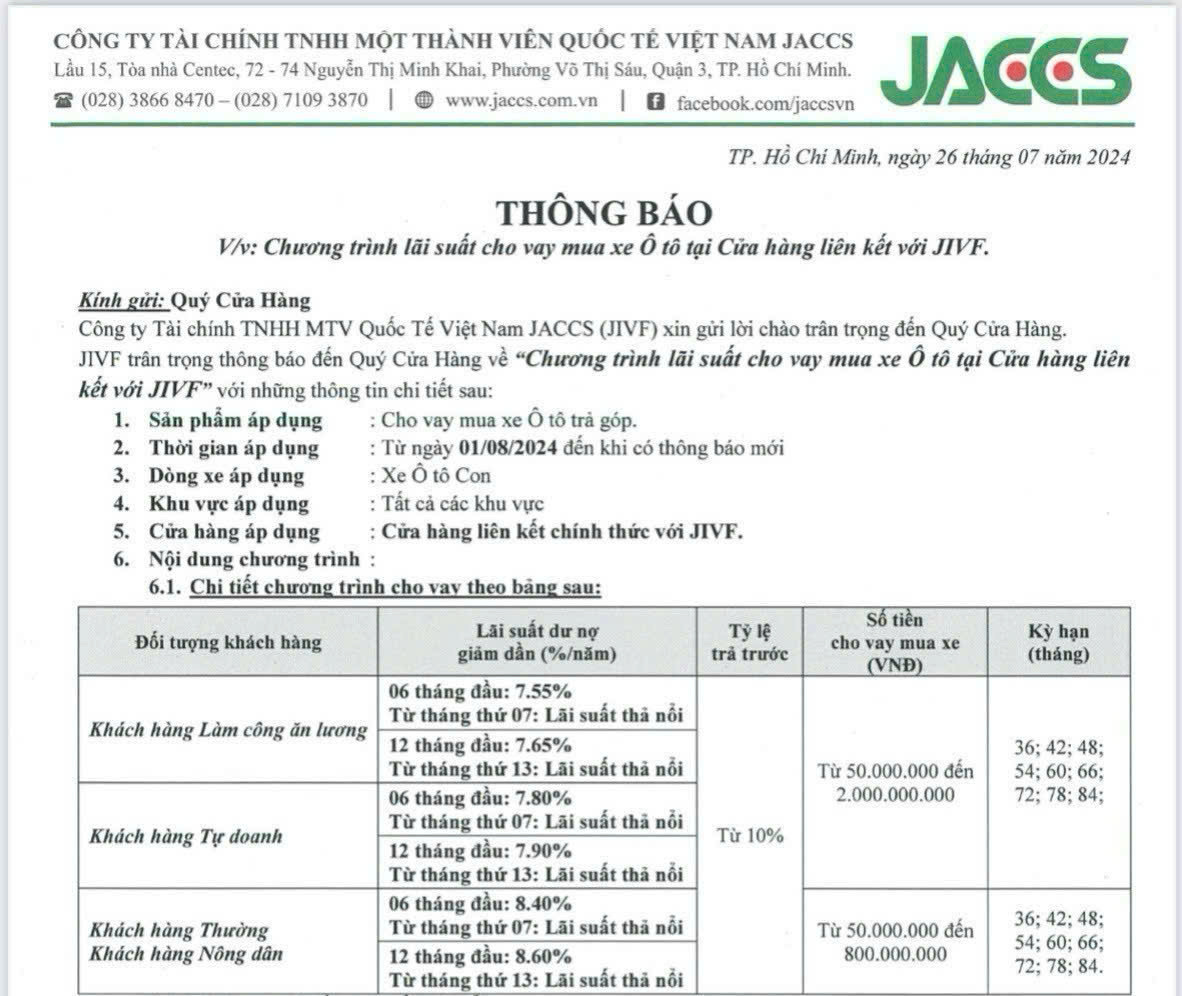 CÔNG TY TÀI CHÍNH TNHH MỘT THÀNH VIÊN QUỐC TẾ VIỆT NAM JACCS
Lầu 15, Tòa nhà Centec, 72 - 74 Nguyễn Thị Minh Khai, Phường Võ Thị Sáu, Quận 3, TP. Hồ Chí Minh.
(028) 3866 8470 – (028) 7109 3870 | www.jaccs.com.vn | facebook.com/jaccsvn
JACCS
TP. Hồ Chí Minh, ngày 26 tháng 07 năm 2024
THÔNG BÁO
V/v: Chương trình lãi suất cho vay mua xe Ô tô tại Cửa hàng liên kết với JIVF.
Kính gửi: Quý Cửa Hàng
Công ty Tài chính TNHH MTV Quốc Tế Việt Nam JACCS (JIVF) xin gửi lời chào trân trọng đến Quý Cửa Hàng.
JIVF trân trọng thông báo đến Quý Cửa Hàng về “Chương trình lãi suất cho vay mua xe Ô tô tại Cửa hàng liên
kết với JIVF” với những thông tin chi tiết sau:
1. Sản phẩm áp dụng : Cho vay mua xe Ô tô trả góp.
2. Thời gian áp dụng : Từ ngày 01/08/2024 đến khi có thông báo mới
3. Dòng xe áp dụng : Xe Ô tô Con
4. Khu vực áp dụng : Tất cả các khu vực
5. Cửa hàng áp dụng : Cửa hàng liên kết chính thức với JIVF.
6. Nội dung chương trình :
6.1. Chi tiết chương trình cho vay theo bảng sau:
Đối tượng khách hàng
Lãi suất dư nợ
giảm dần (%/năm)
Tỷ lệ
trả trước
Số tiền
cho vay mua xe
(VNĐ)
Kỳ hạn
(tháng)
Khách hàng Làm công ăn lương
06 tháng đầu: 7.55%
Từ tháng thứ 07: Lãi suất thả nổi
12 tháng đầu: 7.65%
Từ tháng thứ 13: Lãi suất thả nổi
Khách hàng Tự doanh
06 tháng đầu: 7.80%
Từ tháng thứ 07: Lãi suất thả nổi
12 tháng đầu: 7.90%
Từ tháng thứ 13: Lãi suất thả nổi
Từ 10%
Từ 50.000.000 đến
2.000.000.000
36; 42; 48;
54; 60; 66;
72; 78; 84;
Khách hàng Thường
Khách hàng Nông dân
06 tháng đầu: 8.40%
Từ tháng thứ 07: Lãi suất thả nổi
12 tháng đầu: 8.60%
Từ tháng thứ 13: Lãi suất thả nổi
Từ 50.000.000 đến
800.000.000
36; 42; 48;
54; 60; 66;
72; 78; 84.